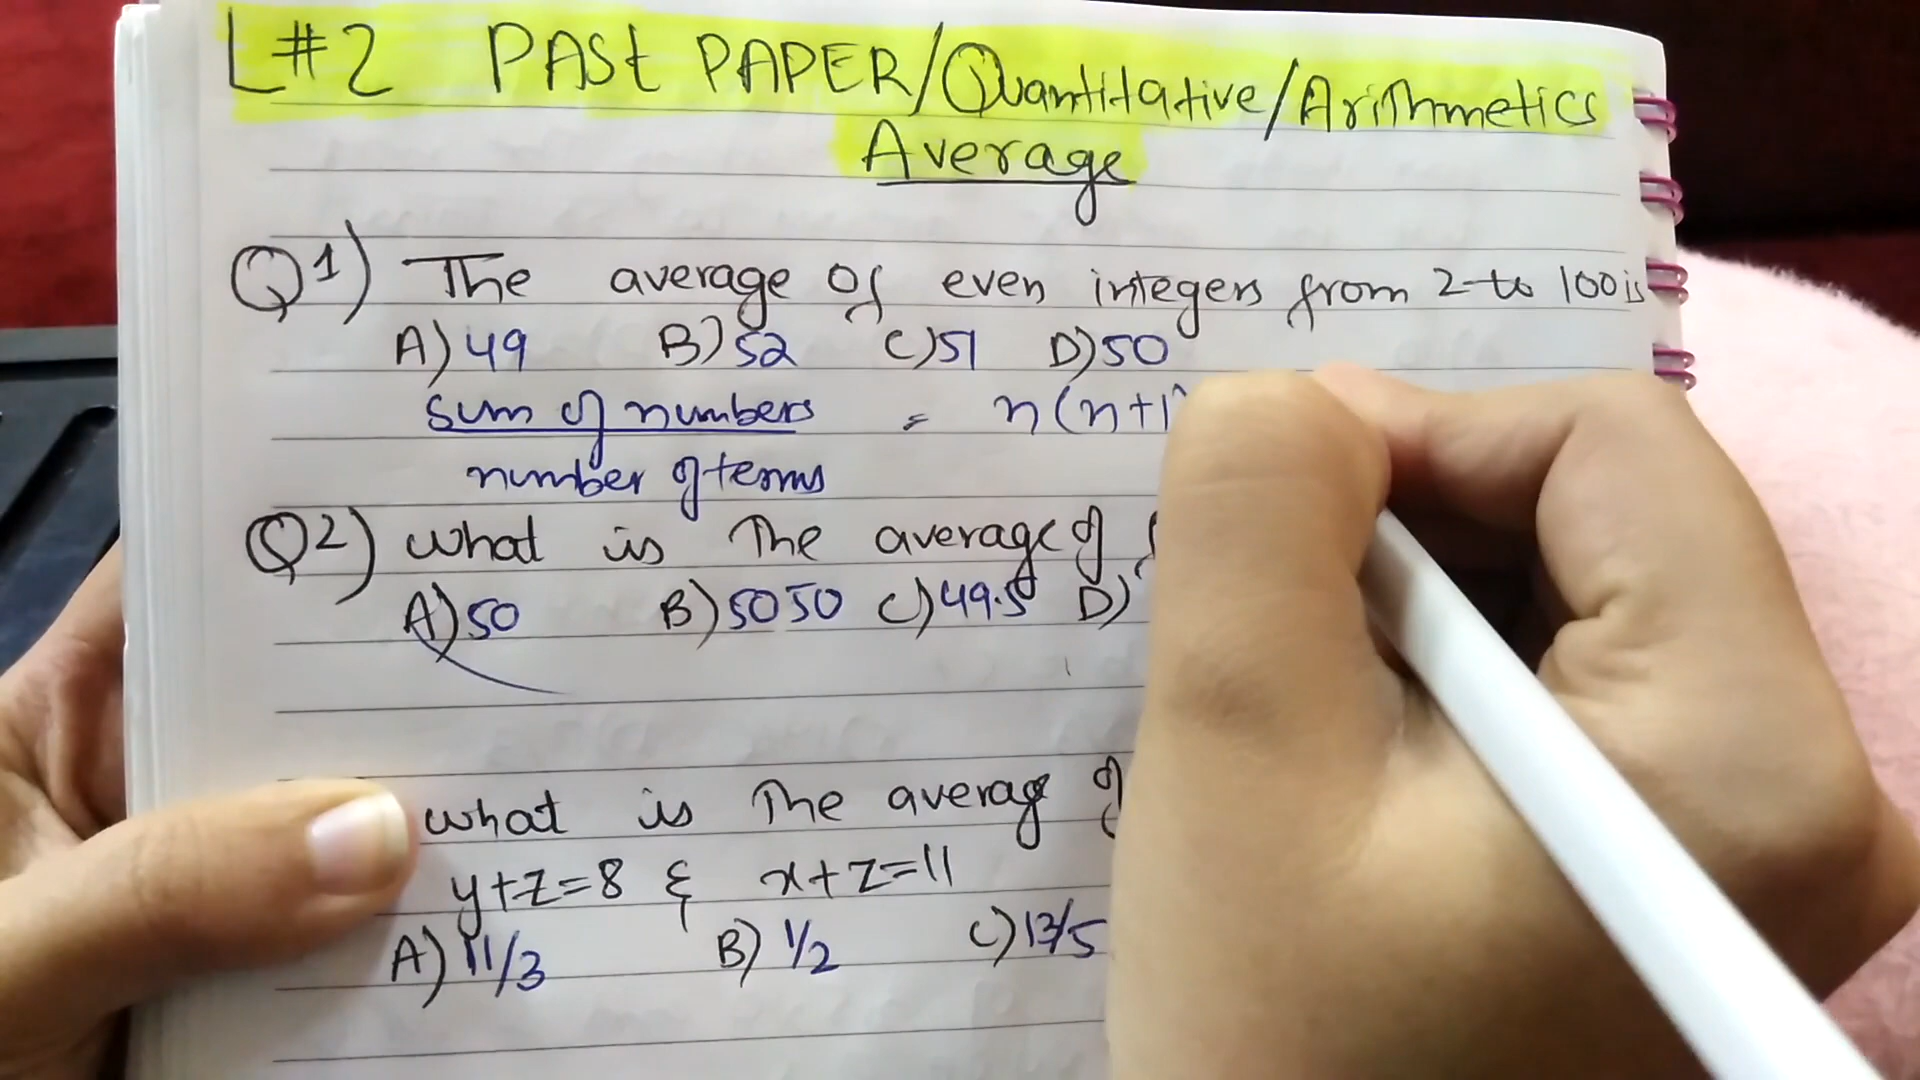 L#2 PASt PAPER/Quantitative/Arithmetics
Average
Q1) The average of even integers from 2 to 100 is
A) 49 B) 52 C) 51 D) 50
sum of numbers = n(n+1)
number of terms
Q2) what is the average of
A) 50 B) 5050 C) 49.5 D)
what is the average of
y+z=8 & x+z=11
A) 11/3 B) 1/2 C) 13/5